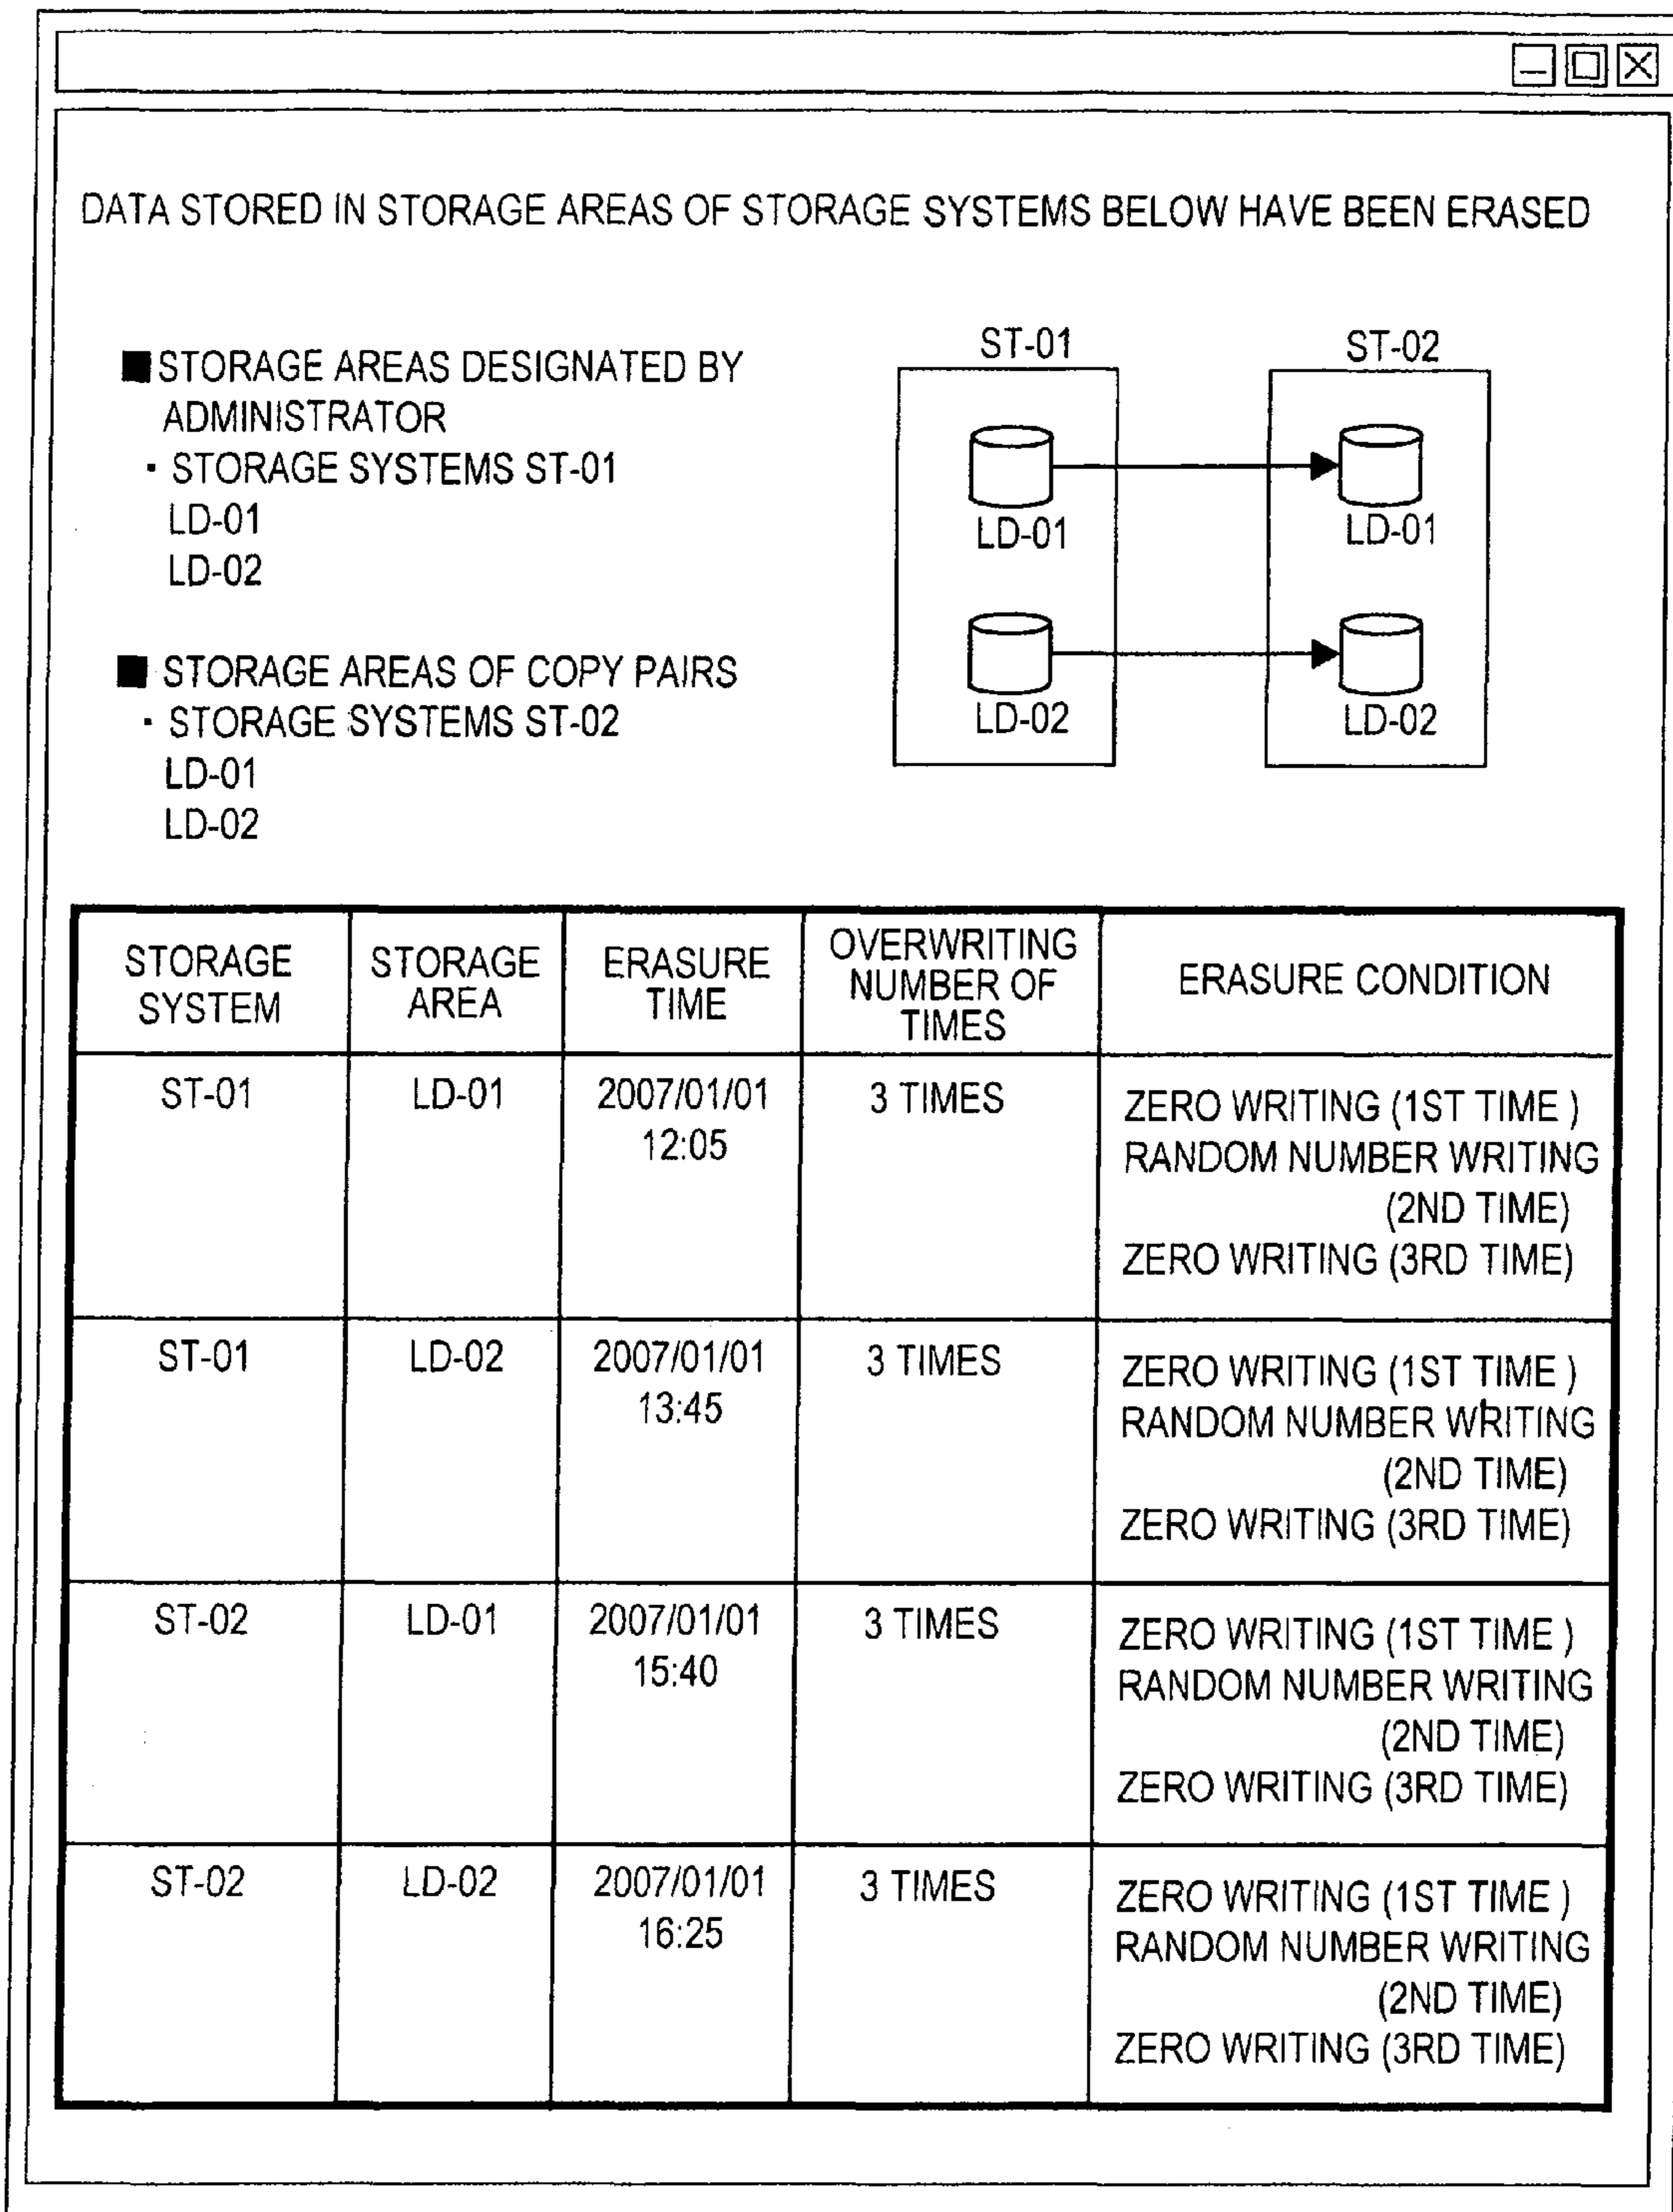 DATA STORED IN STORAGE AREAS OF STORAGE SYSTEMS BELOW HAVE BEEN ERASED
■ STORAGE AREAS DESIGNATED BY
ADMINISTRATOR
· STORAGE SYSTEMS ST-01
LD-01
LD-02
■ STORAGE AREAS OF COPY PAIRS
· STORAGE SYSTEMS ST-02
LD-01
LD-02
ST-01
LD-01
LD-02
ST-02
LD-01
LD-02
STORAGE
SYSTEM
STORAGE
AREA
ERASURE
TIME
OVERWRITING
NUMBER OF
TIMES
ERASURE CONDITION
ST-01
LD-01
2007/01/01
12:05
3 TIMES
ZERO WRITING (1ST TIME )
RANDOM NUMBER WRITING
(2ND TIME)
ZERO WRITING (3RD TIME)
ST-01
LD-02
2007/01/01
13:45
3 TIMES
ZERO WRITING (1ST TIME )
RANDOM NUMBER WRITING
(2ND TIME)
ZERO WRITING (3RD TIME)
ST-02
LD-01
2007/01/01
15:40
3 TIMES
ZERO WRITING (1ST TIME )
RANDOM NUMBER WRITING
(2ND TIME)
ZERO WRITING (3RD TIME)
ST-02
LD-02
2007/01/01
16:25
3 TIMES
ZERO WRITING (1ST TIME )
RANDOM NUMBER WRITING
(2ND TIME)
ZERO WRITING (3RD TIME)